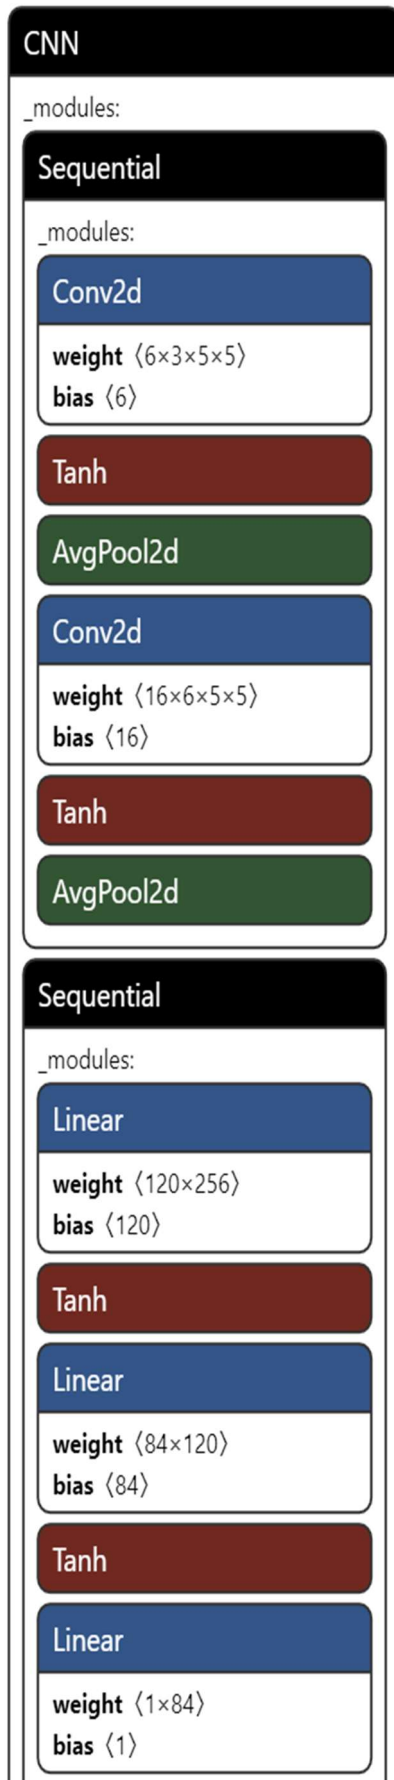 CNN
_modules:
Sequential
_modules:
Conv2d
weight ⟨6×3×5×5⟩
bias ⟨6⟩
Tanh
AvgPool2d
Conv2d
weight ⟨16×6×5×5⟩
bias ⟨16⟩
Tanh
AvgPool2d
Sequential
_modules:
Linear
weight ⟨120×256⟩
bias ⟨120⟩
Tanh
Linear
weight ⟨84×120⟩
bias ⟨84⟩
Tanh
Linear
weight ⟨1×84⟩
bias ⟨1⟩